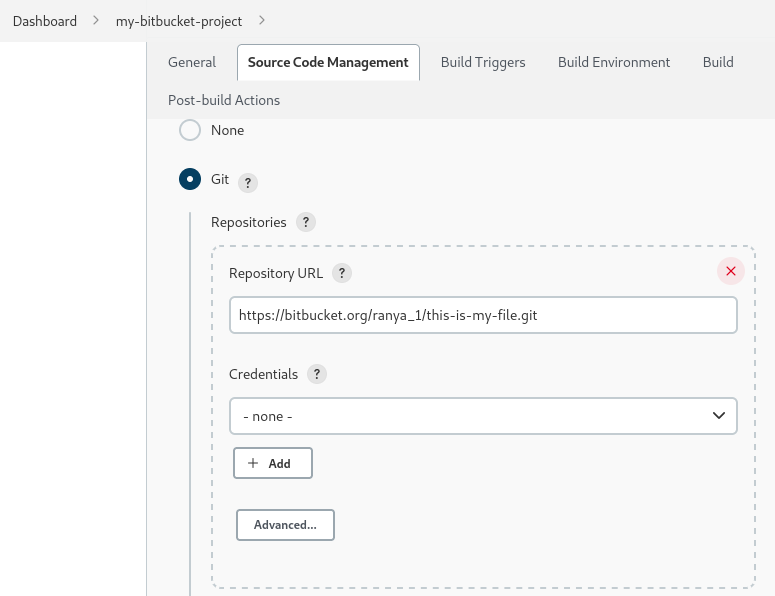 Dashboard > my-bitbucket-project >
General Source Code Management Build Triggers Build Environment Build
Post-build Actions
None
Git ?
Repositories ?
Repository URL ?
https://bitbucket.org/ranya_1/this-is-my-file.git
Credentials ?
- none -
+ Add
Advanced...